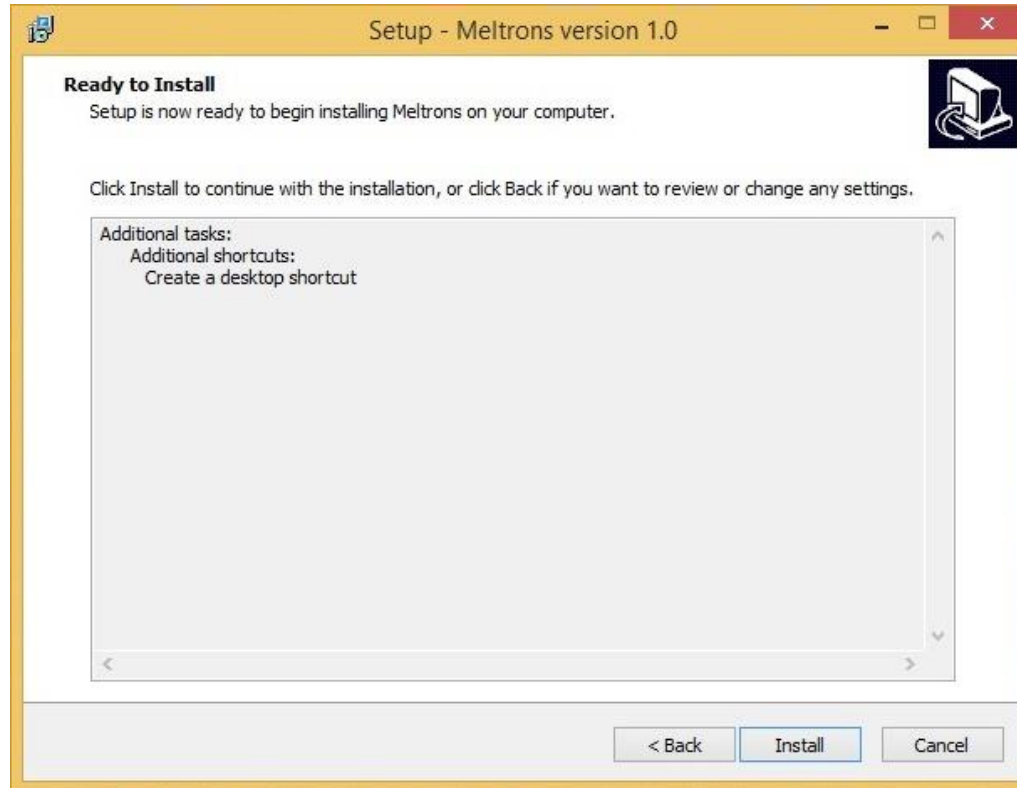 Setup - Meltrons version 1.0
Ready to Install
Setup is now ready to begin installing Meltrons on your computer.
Click Install to continue with the installation, or click Back if you want to review or change any settings.
Additional tasks:
Additional shortcuts:
Create a desktop shortcut
< Back Install Cancel